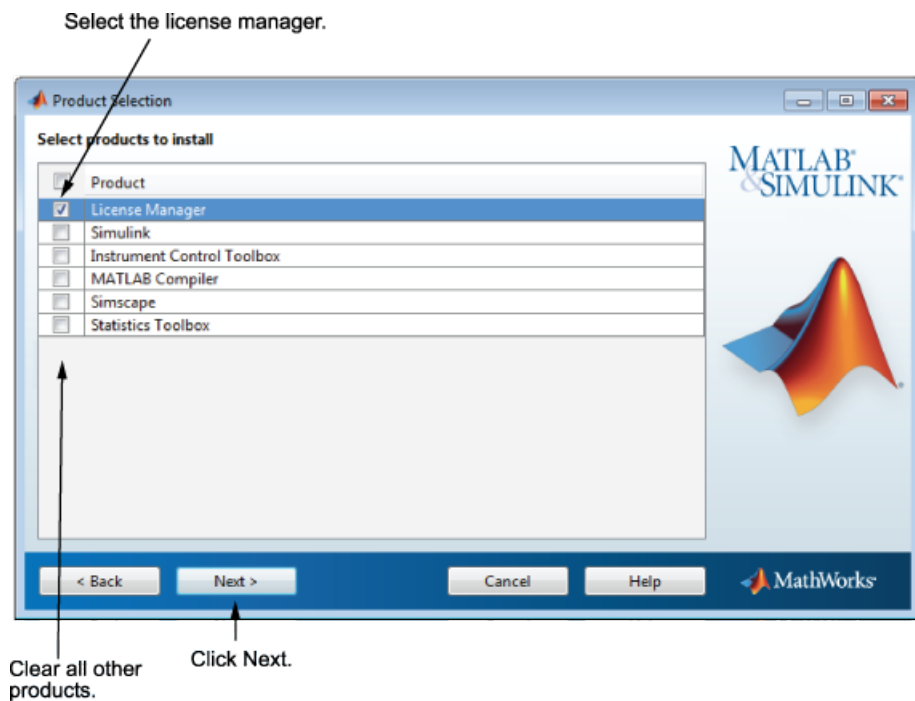 Select the license manager.
Product Selection
Select products to install
MATLAB®
&SIMULINK®
Product
License Manager
Simulink
Instrument Control Toolbox
MATLAB Compiler
Simscape
Statistics Toolbox
< Back
Next >
Cancel
Help
MathWorks®
Click Next.
Clear all other
products.